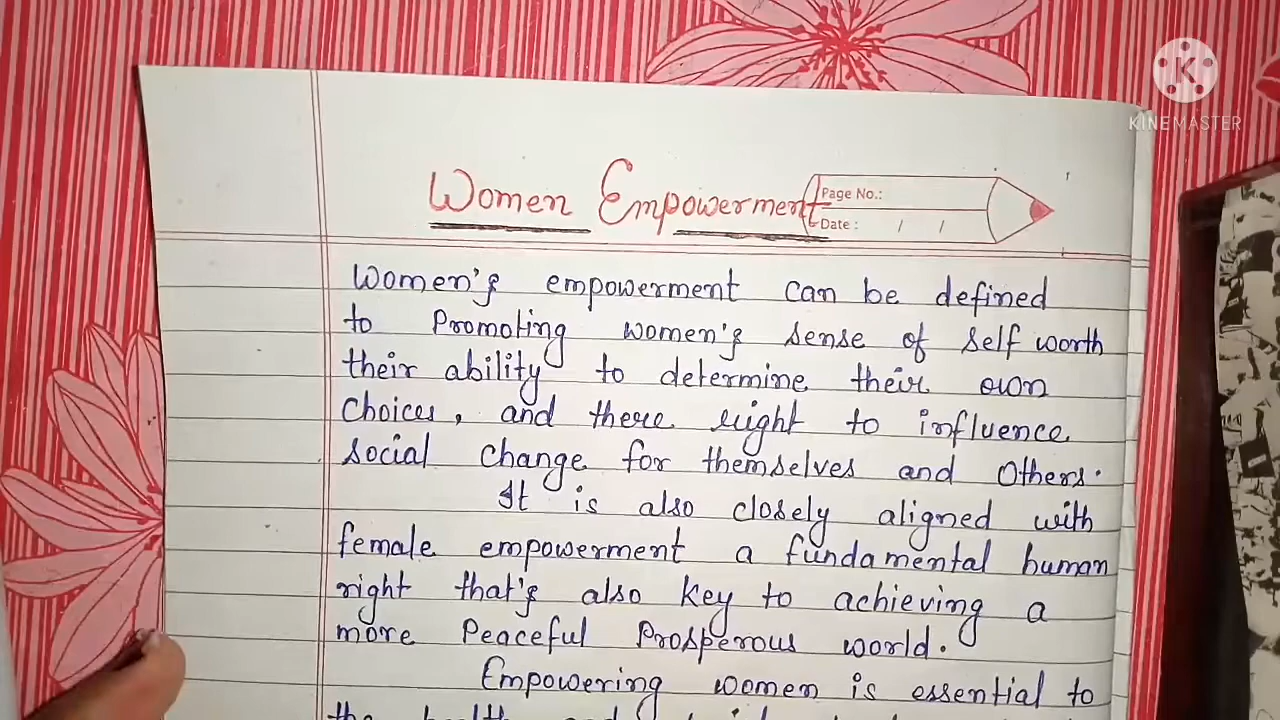 KINEMASTER
Women Empowerment
Page No.:
Date : / /
Women's empowerment can be defined
to Promoting women's sense of self worth
their ability to determine their own
Choices, and there right to influence
social change for themselves and Others.
It is also closely aligned with
female empowerment a fundamental human
right that's also key to achieving a
more Peaceful Prosperous world.
Empowering women is essential to
the health and